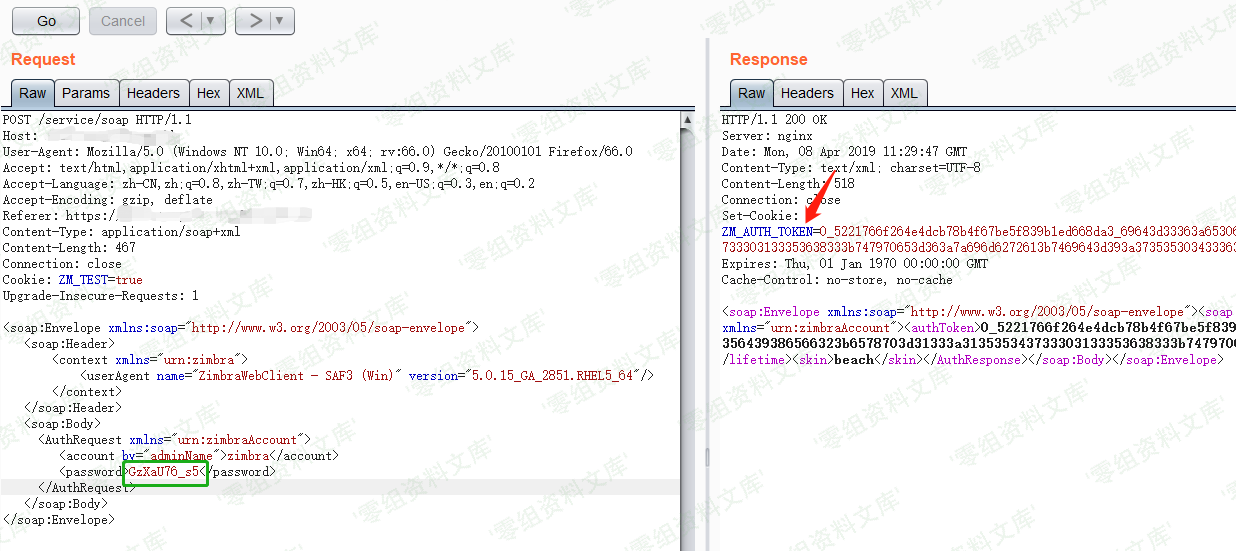 Go
Cancel
<
>
Request
Raw
Params
Headers
Hex
XML
POST /service/soap HTTP/1.1
Host:
User-Agent: Mozilla/5.0 (Windows NT 10.0; Win64; x64; rv:66.0) Gecko/20100101 Firefox/66.0
Accept: text/html,application/xhtml+xml,application/xml;q=0.9,*/*;q=0.8
Accept-Language: zh-CN,zh;q=0.8,zh-TW;q=0.7,zh-HK;q=0.5,en-US;q=0.3,en;q=0.2
Accept-Encoding: gzip, deflate
Referer: https:/
Content-Type: application/soap+xml
Content-Length: 467
Connection: close
Cookie: ZM_TEST=true
Upgrade-Insecure-Requests: 1
<soap:Envelope xmlns:soap="http://www.w3.org/2003/05/soap-envelope">
<soap:Header>
<context xmlns="urn:zimbra">
<userAgent name="ZimbraWebClient - SAF3 (Win)" version="5.0.15_GA_2851.RHEL5_64"/>
</context>
</soap:Header>
<soap:Body>
<AuthRequest xmlns="urn:zimbraAccount">
<account by="adminName">zimbra</account>
<password>GzXaU76_s5</password>
</AuthRequest>
</soap:Body>
</soap:Envelope>
Response
Raw
Headers
Hex
XML
HTTP/1.1 200 OK
Server: nginx
Date: Mon, 08 Apr 2019 11:29:47 GMT
Content-Type: text/xml; charset=UTF-8
Content-Length: 518
Connection: close
Set-Cookie:
ZM_AUTH_TOKEN=0_5221766f264e4dcb78b4f67be5f839b1ed668da3_69643d33363a65306
733303133353638333b747970653d363a7a696d6272613b7469643d393a3735353034333630
Expires: Thu, 01 Jan 1970 00:00:00 GMT
Cache-Control: no-store, no-cache
<soap:Envelope xmlns:soap="http://www.w3.org/2003/05/soap-envelope"><soap
xmlns="urn:zimbraAccount"><authToken>0_5221766f264e4dcb78b4f67be5f839
356439386566323b6578703d31333a313535343733303133353638333b747970
/lifetime><skin>beach</skin></AuthResponse></soap:Body></soap:Envelope>
零组资料文库